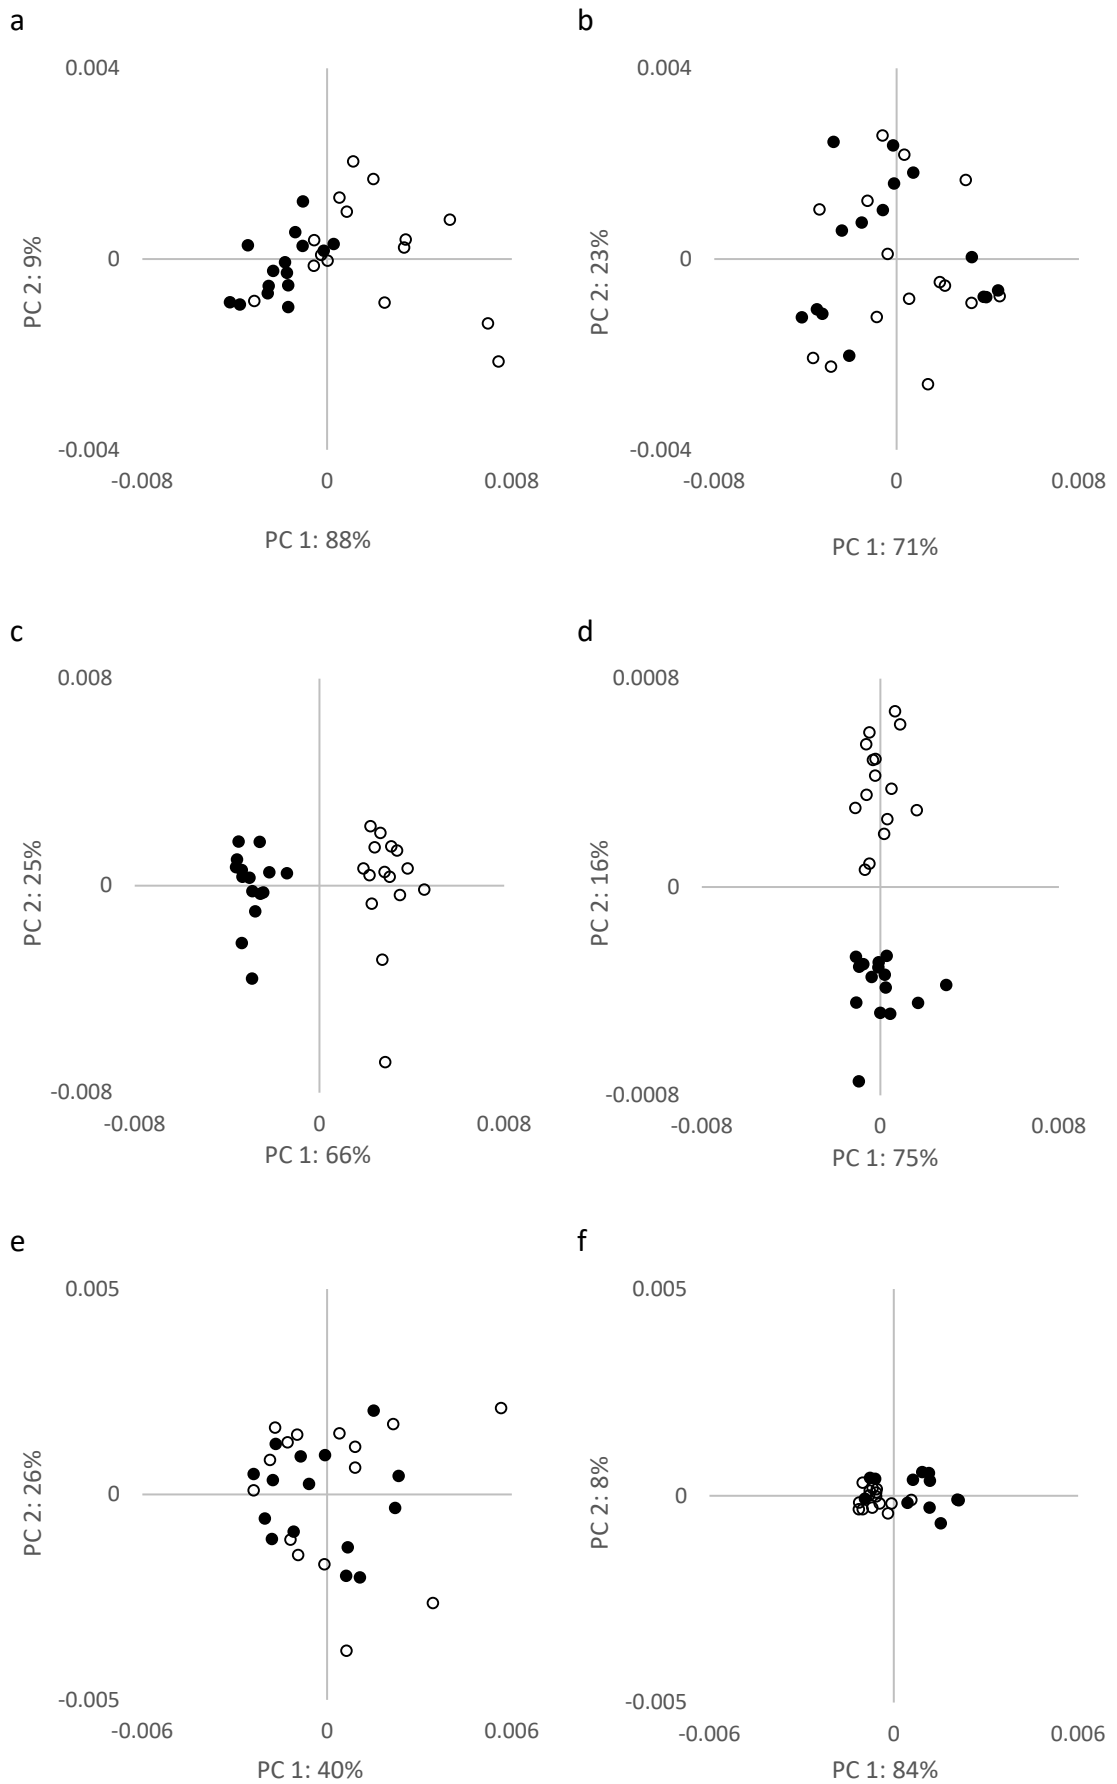 a
0.004
PC 2: 9%
0
-0.004
-0.008
0
0.008
PC 1: 88%
b
0.004
PC 2: 23%
0
-0.004
-0.008
0
0.008
PC 1: 71%
c
0.008
PC 2: 25%
0
-0.008
-0.008
0
0.008
PC 1: 66%
d
0.0008
PC 2: 16%
0
-0.0008
-0.008
0
0.008
PC 1: 75%
e
0.005
PC 2: 26%
0
-0.005
-0.006
0
0.006
PC 1: 40%
f
0.005
PC 2: 8%
0
-0.005
-0.006
0
0.006
PC 1: 84%